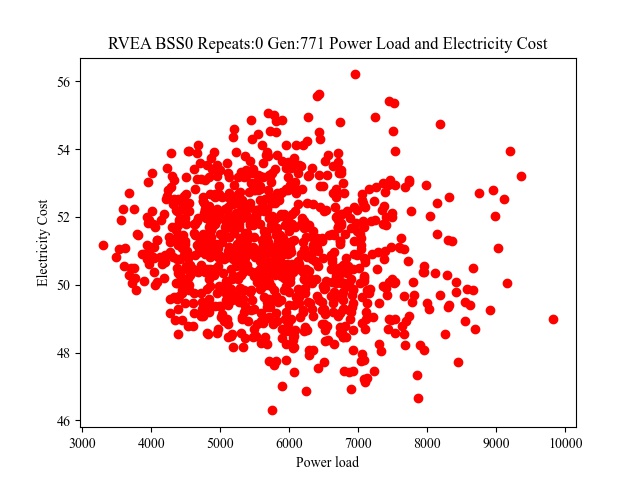 RVEA BSS0 Repeats:0 Gen:771 Power Load and Electricity Cost
56
54
52
50
48
46
Electricity Cost
3000 4000 5000 6000 7000 8000 9000 10000
Power load